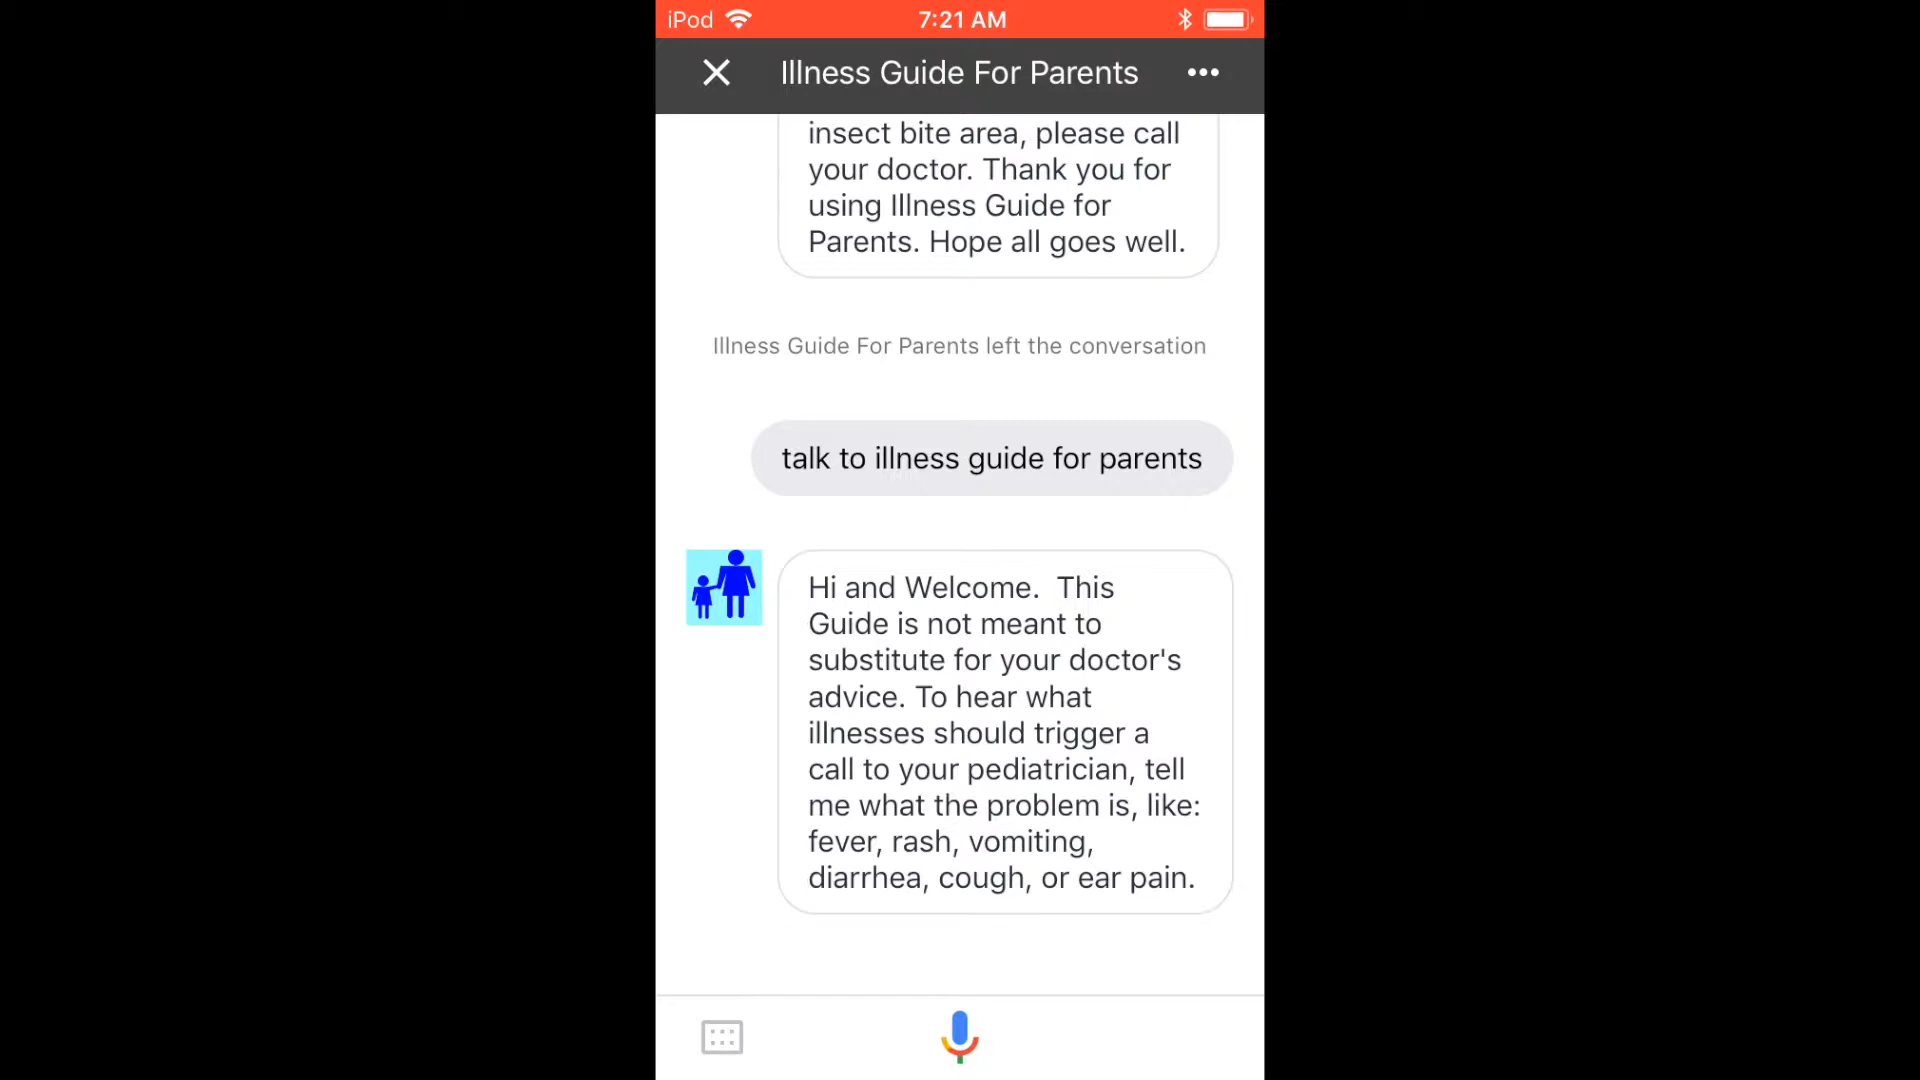 iPod 7:21 AM
Illness Guide For Parents
insect bite area, please call
your doctor. Thank you for
using Illness Guide for
Parents. Hope all goes well.
Illness Guide For Parents left the conversation
talk to illness guide for parents
Hi and Welcome.  This
Guide is not meant to
substitute for your doctor's
advice. To hear what
illnesses should trigger a
call to your pediatrician, tell
me what the problem is, like:
fever, rash, vomiting,
diarrhea, cough, or ear pain.